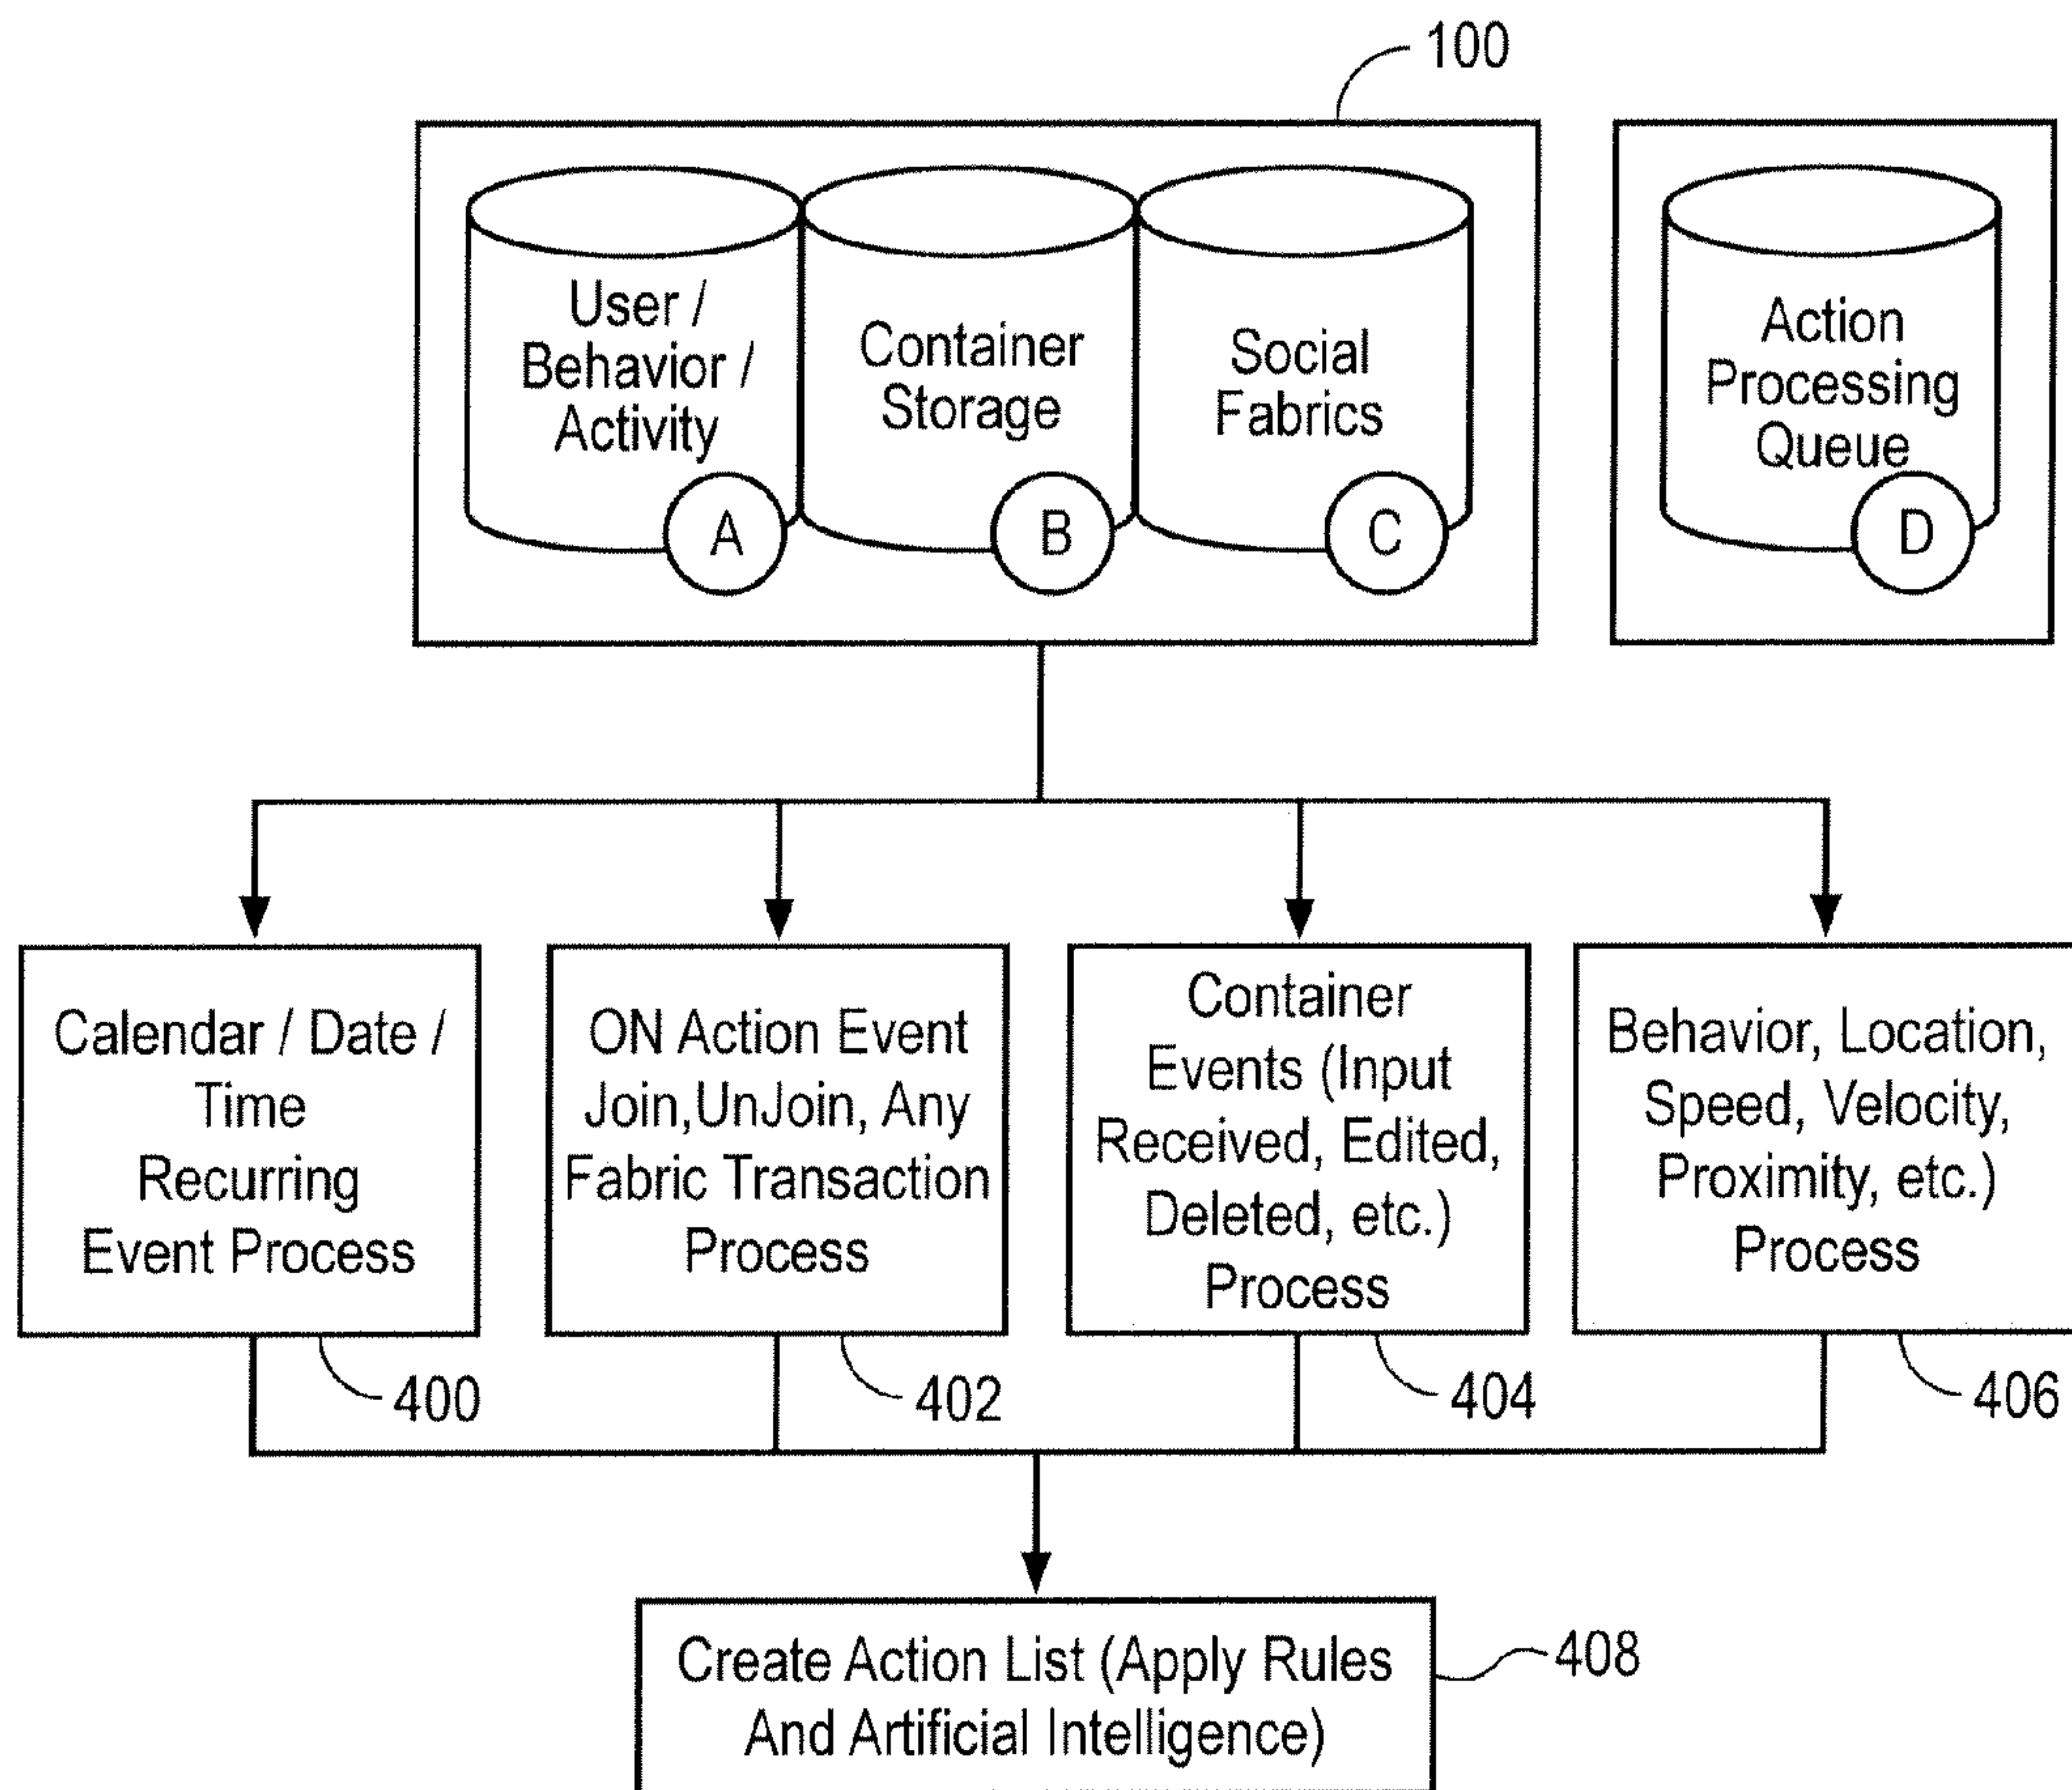 100
User /
Behavior /
Activity
A
Container
Storage
B
Social
Fabrics
C
Action
Processing
Queue
D
Calendar / Date /
Time
Recurring
Event Process
400
ON Action Event
Join,UnJoin, Any
Fabric Transaction
Process
402
Container
Events (Input
Received, Edited,
Deleted, etc.)
Process
404
Behavior, Location,
Speed, Velocity,
Proximity, etc.)
Process
406
Create Action List (Apply Rules
And Artificial Intelligence)
408